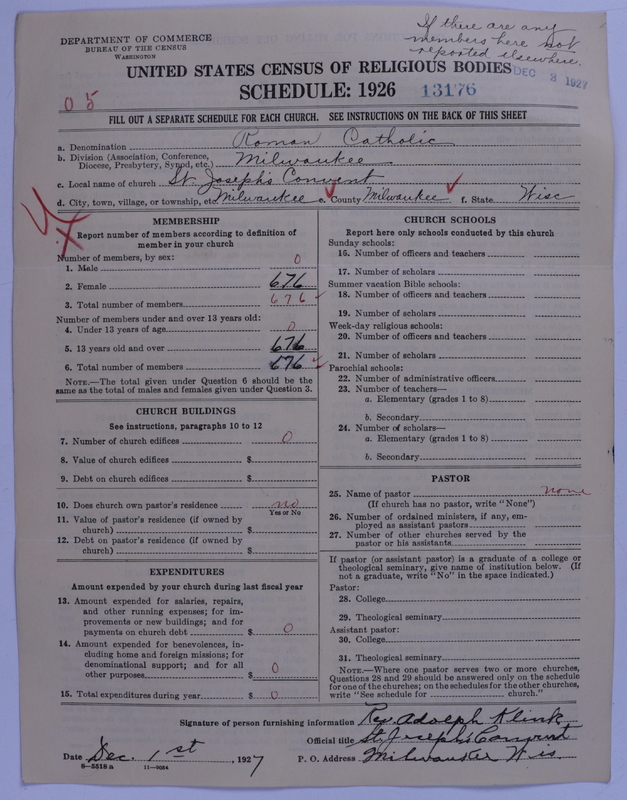 If there are any
members here not
reported elsewhere.
DEPARTMENT OF COMMERCE
BUREAU OF THE CENSUS
WASHINGTON
DEC 3 1927
UNITED STATES CENSUS OF RELIGIOUS BODIES
SCHEDULE: 1926 13176
05
FILL OUT A SEPARATE SCHEDULE FOR EACH CHURCH. SEE INSTRUCTIONS ON THE BACK OF THIS SHEET
a. Denomination Roman Catholic
b. Division (Association, Conference, Diocese, Presbytery, Synod, etc.) Milwaukee
c. Local name of church St. Joseph's Convent
d. City, town, village, or township, etc. Milwaukee e. County Milwaukee f. State Wisc
MEMBERSHIP
Report number of members according to definition of
member in your church
Number of members, by sex:
1. Male 0
2. Female 676
3. Total number of members 676
Number of members under and over 13 years old:
4. Under 13 years of age 0
5. 13 years old and over 676
6. Total number of members 676
NOTE.—The total given under Question 6 should be the
same as the total of males and females given under Question 3.
CHURCH BUILDINGS
See instructions, paragraphs 10 to 12
7. Number of church edifices 0
8. Value of church edifices $
9. Debt on church edifices $
10. Does church own pastor's residence no
Yes or No
11. Value of pastor's residence (if owned by
church) $
12. Debt on pastor's residence (if owned by
church) $
EXPENDITURES
Amount expended by your church during last fiscal year
13. Amount expended for salaries, repairs,
and other running expenses; for im-
provements or new buildings; and for
payments on church debt $ 0
14. Amount expended for benevolences, in-
cluding home and foreign missions; for
denominational support; and for all
other purposes $ 0
15. Total expenditures during year $ 0
CHURCH SCHOOLS
Report here only schools conducted by this church
Sunday schools:
16. Number of officers and teachers
17. Number of scholars
Summer vacation Bible schools:
18. Number of officers and teachers
19. Number of scholars
Week-day religious schools:
20. Number of officers and teachers
21. Number of scholars
Parochial schools:
22. Number of administrative officers
23. Number of teachers—
a. Elementary (grades 1 to 8)
b. Secondary
24. Number of scholars—
a. Elementary (grades 1 to 8)
b. Secondary
PASTOR
25. Name of pastor none
(If church has no pastor, write "None")
26. Number of ordained ministers, if any, em-
ployed as assistant pastors
27. Number of other churches served by the
pastor or his assistants
If pastor (or assistant pastor) is a graduate of a college or
theological seminary, give name of institution below. (If
not a graduate, write "No" in the space indicated.)
Pastor:
28. College
29. Theological seminary
Assistant pastor:
30. College
31. Theological seminary
NOTE.—Where one pastor serves two or more churches,
Questions 28 and 29 should be answered only on the schedule
for one of the churches; on the schedules for the other churches,
write "See schedule for church."
Signature of person furnishing information Rev. Adolph Klink
Official title St. Joseph's Convent
Date Dec. 1st, 1927 P. O. Address Milwaukee Wis.
8-5518 a 11-9054